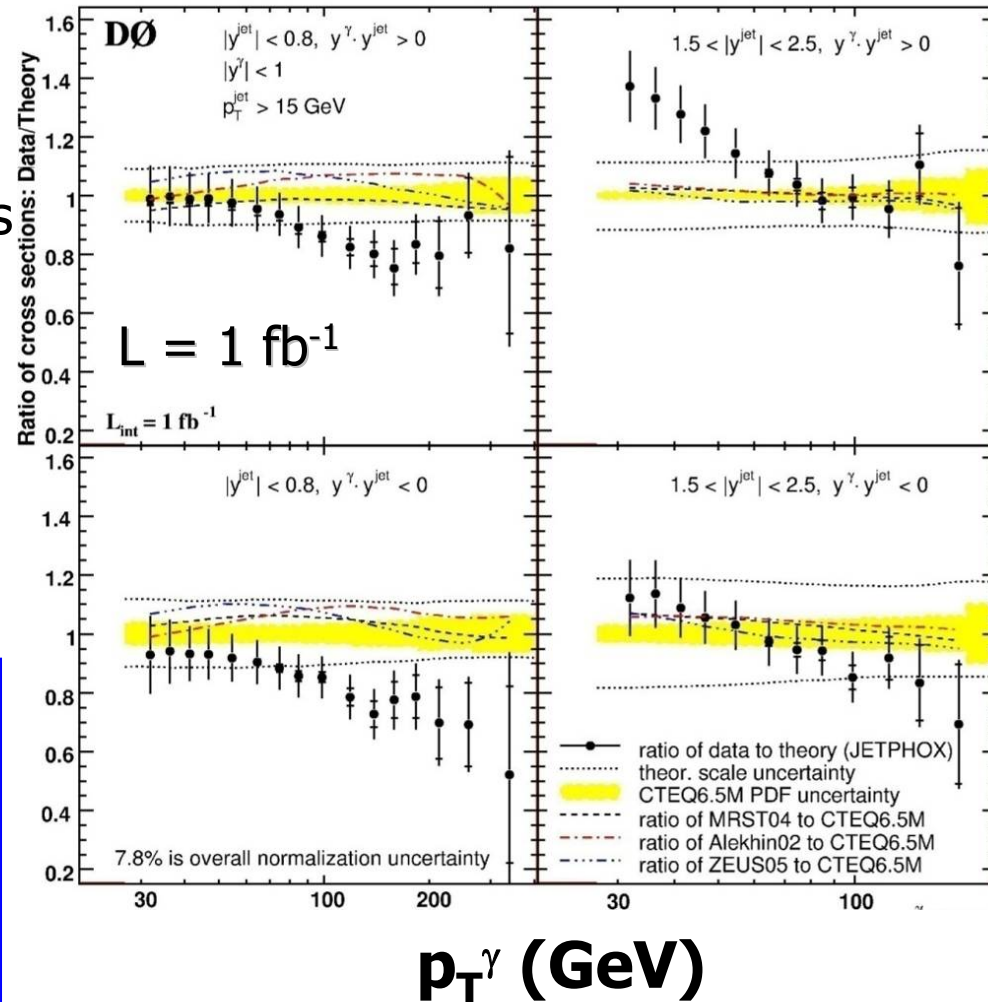 DØ
|y^jet| < 0.8, y^γ · y^jet > 0
|y^γ| < 1
p_T^jet > 15 GeV
1.5 < |y^jet| < 2.5, y^γ · y^jet > 0
Ratio of cross sections: Data/Theory
s
1.6
1.4
1.2
1
0.8
0.6
0.4
0.2
L = 1 fb^-1
L_int = 1 fb^-1
|y^jet| < 0.8, y^γ · y^jet < 0
1.5 < |y^jet| < 2.5, y^γ · y^jet < 0
1.6
1.4
1.2
1
0.8
0.6
0.4
0.2
ratio of data to theory (JETPHOX)
theor. scale uncertainty
CTEQ6.5M PDF uncertainty
ratio of MRST04 to CTEQ6.5M
ratio of Alekhin02 to CTEQ6.5M
ratio of ZEUS05 to CTEQ6.5M
7.8% is overall normalization uncertainty
30 100 200 30 100
p_T^γ (GeV)